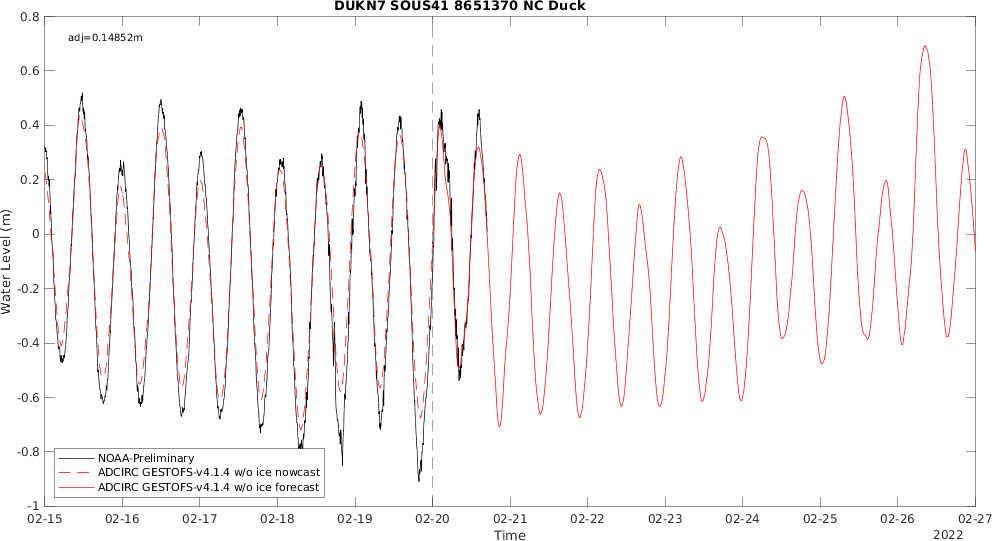 DUKN7 SOUS41 8651370 NC Duck
adj=0.14852m
0.8
0.6
0.4
0.2
0
-0.2
-0.4
-0.6
-0.8
-1
Water Level (m)
NOAA-Preliminary
ADCIRC GESTOFS-v4.1.4 w/o ice nowcast
ADCIRC GESTOFS-v4.1.4 w/o ice forecast
02-15 02-16 02-17 02-18 02-19 02-20 02-21 02-22 02-23 02-24 02-25 02-26 02-27
Time
2022